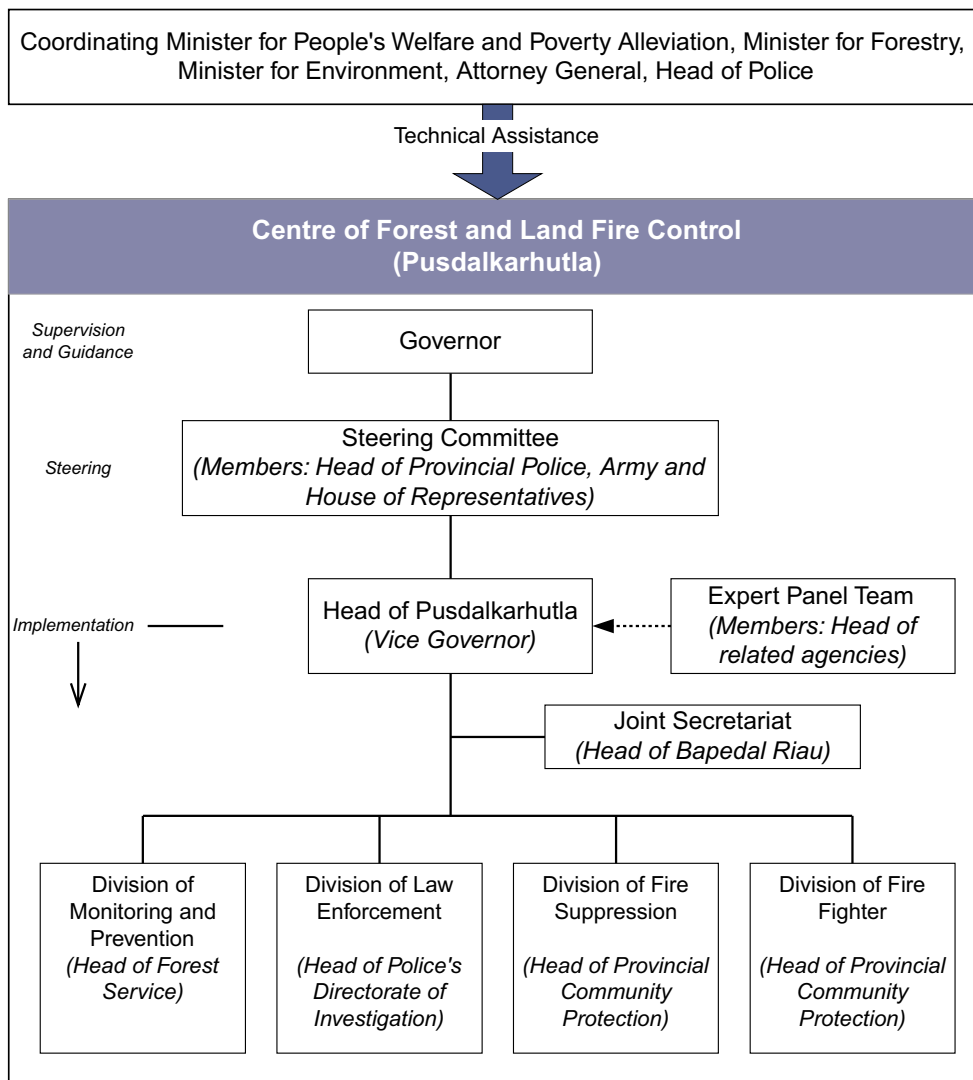 Coordinating Minister for People's Welfare and Poverty Alleviation, Minister for Forestry,
Minister for Environment, Attorney General, Head of Police
Technical Assistance
Centre of Forest and Land Fire Control
(Pusdalkarhutla)
Supervision
and Guidance
Governor
Steering
Steering Committee
(Members: Head of Provincial Police, Army and
House of Representatives)
Implementation
Head of Pusdalkarhutla
(Vice Governor)
Expert Panel Team
(Members: Head of
related agencies)
Joint Secretariat
(Head of Bapedal Riau)
Division of
Monitoring and
Prevention
(Head of Forest
Service)
Division of Law
Enforcement
(Head of Police's
Directorate of
Investigation)
Division of Fire
Suppression
(Head of Provincial
Community
Protection)
Division of Fire
Fighter
(Head of Provincial
Community
Protection)